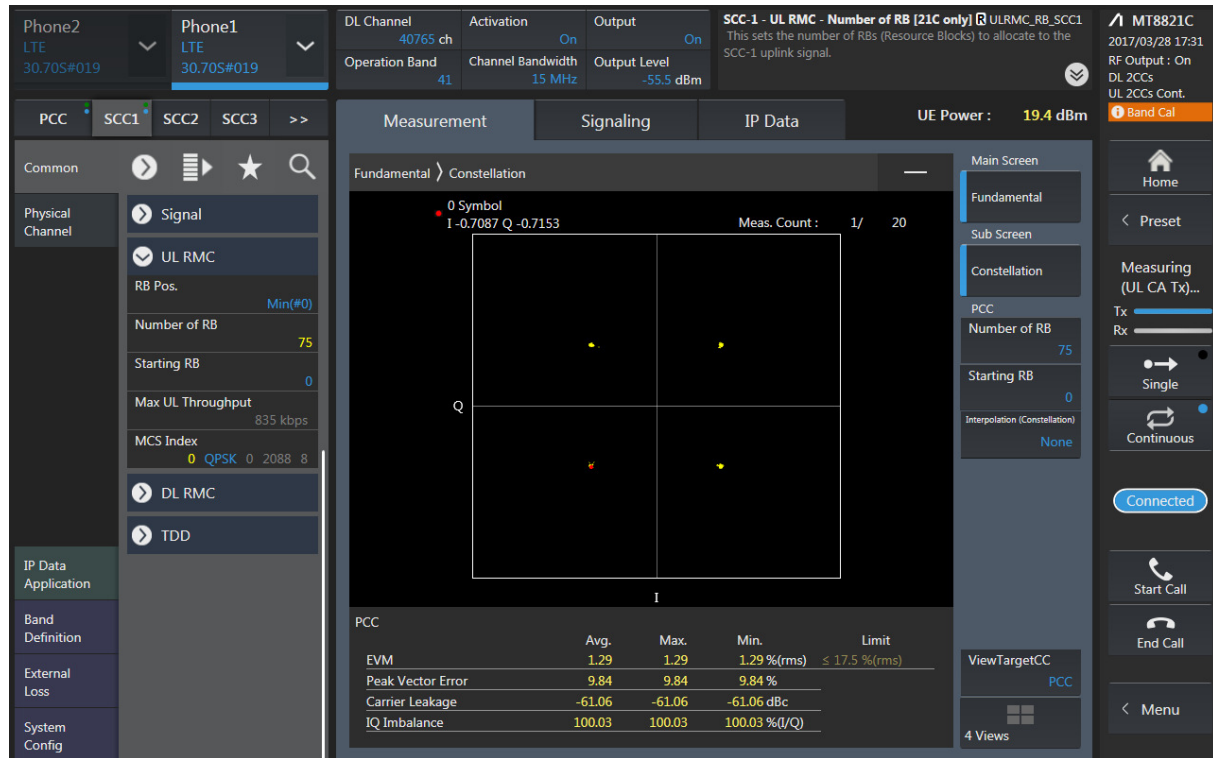 Phone2
LTE
30.70S#019
Phone1
LTE
30.70S#019
DL Channel
40765 ch
Activation
On
Output
On
Operation Band
41
Channel Bandwidth
15 MHz
Output Level
-55.5 dBm
SCC-1 - UL RMC - Number of RB [21C only] R ULRMC_RB_SCC1
This sets the number of RBs (Resource Blocks) to allocate to the
SCC-1 uplink signal.
MT8821C
2017/03/28 17:31
RF Output : On
DL 2CCs
UL 2CCs Cont.
Band Cal
PCC SCC1 SCC2 SCC3 >>
Measurement Signaling IP Data
UE Power : 19.4 dBm
Common
Physical
Channel
IP Data
Application
Band
Definition
External
Loss
System
Config
Signal
UL RMC
RB Pos.
Min(#0)
Number of RB
75
Starting RB
0
Max UL Throughput
835 kbps
MCS Index
0 QPSK 0 2088 8
DL RMC
TDD
Fundamental 〉 Constellation
0 Symbol
I -0.7087 Q -0.7153
Meas. Count : 1/ 20
Q
I
PCC
Avg. Max. Min. Limit
EVM 1.29 1.29 1.29 %(rms) ≤ 17.5 %(rms)
Peak Vector Error 9.84 9.84 9.84 %
Carrier Leakage -61.06 -61.06 -61.06 dBc
IQ Imbalance 100.03 100.03 100.03 %(I/Q)
Main Screen
Fundamental
Sub Screen
Constellation
PCC
Number of RB
75
Starting RB
0
Interpolation (Constellation)
None
ViewTargetCC
PCC
4 Views
Home
< Preset
Measuring
(UL CA Tx)...
Tx
Rx
Single
Continuous
Connected
Start Call
End Call
< Menu